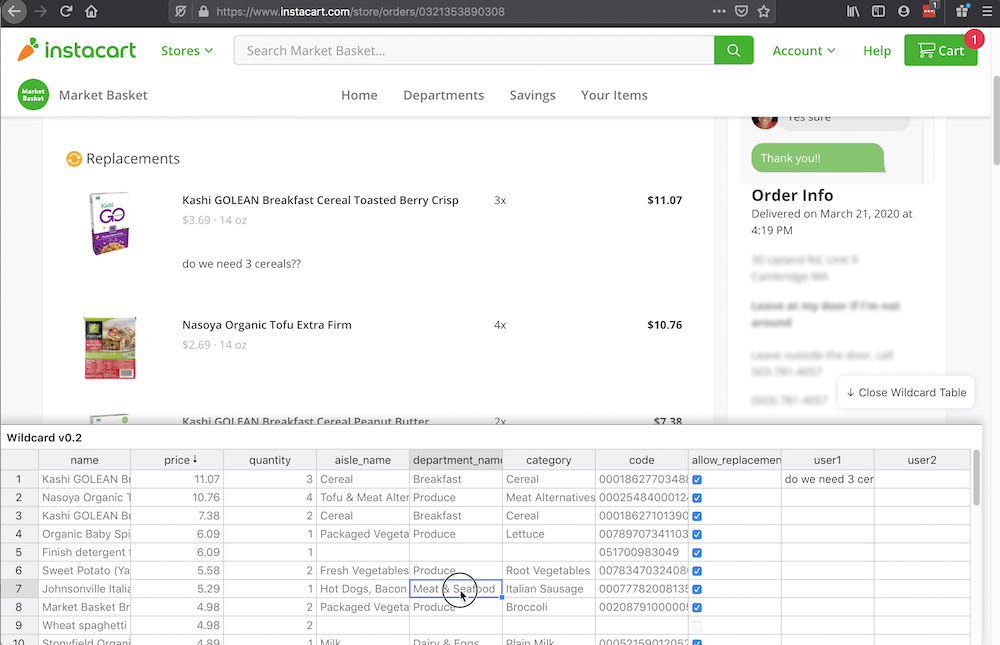 https://www.instacart.com/store/orders/0321353890308
1
instacart
Stores
Search Market Basket...
Account
Help
Cart
1
Market Basket
Market Basket
Home
Departments
Savings
Your Items
Yes sure
Thank you!!
Replacements
Kashi GOLEAN Breakfast Cereal Toasted Berry Crisp 3x $11.07
$3.69 · 14 oz
do we need 3 cereals??
Nasoya Organic Tofu Extra Firm 4x $10.76
$2.69 · 14 oz
Kashi GOLEAN Breakfast Cereal Peanut Butter 2x $7.38
Order Info
Delivered on March 21, 2020 at
4:19 PM
↓ Close Wildcard Table
Wildcard v0.2
name price↓ quantity aisle_name department_name category code allow_replacemen user1 user2
1 Kashi GOLEAN Br 11.07 3 Cereal Breakfast Cereal 00018627703488 do we need 3 cer
2 Nasoya Organic T 10.76 4 Tofu & Meat Alter Produce Meat Alternatives 00025484000124
3 Kashi GOLEAN Br 7.38 2 Cereal Breakfast Cereal 00018627101390
4 Organic Baby Spi 6.09 1 Packaged Vegeta Produce Lettuce 00789707341103
5 Finish detergent 6.09 1 051700983049
6 Sweet Potato (Ya 5.58 2 Fresh Vegetables Produce Root Vegetables 00783470324080
7 Johnsonville Italia 5.29 1 Hot Dogs, Bacon Meat & Seafood Italian Sausage 00077782008135
8 Market Basket Br 4.98 2 Packaged Vegeta Produce Broccoli 00208791000005
9 Wheat spaghetti 4.98 2
10 Stonyfield Organi 4.89 1 Milk Dairy & Eggs Plain Milk 00052159012052